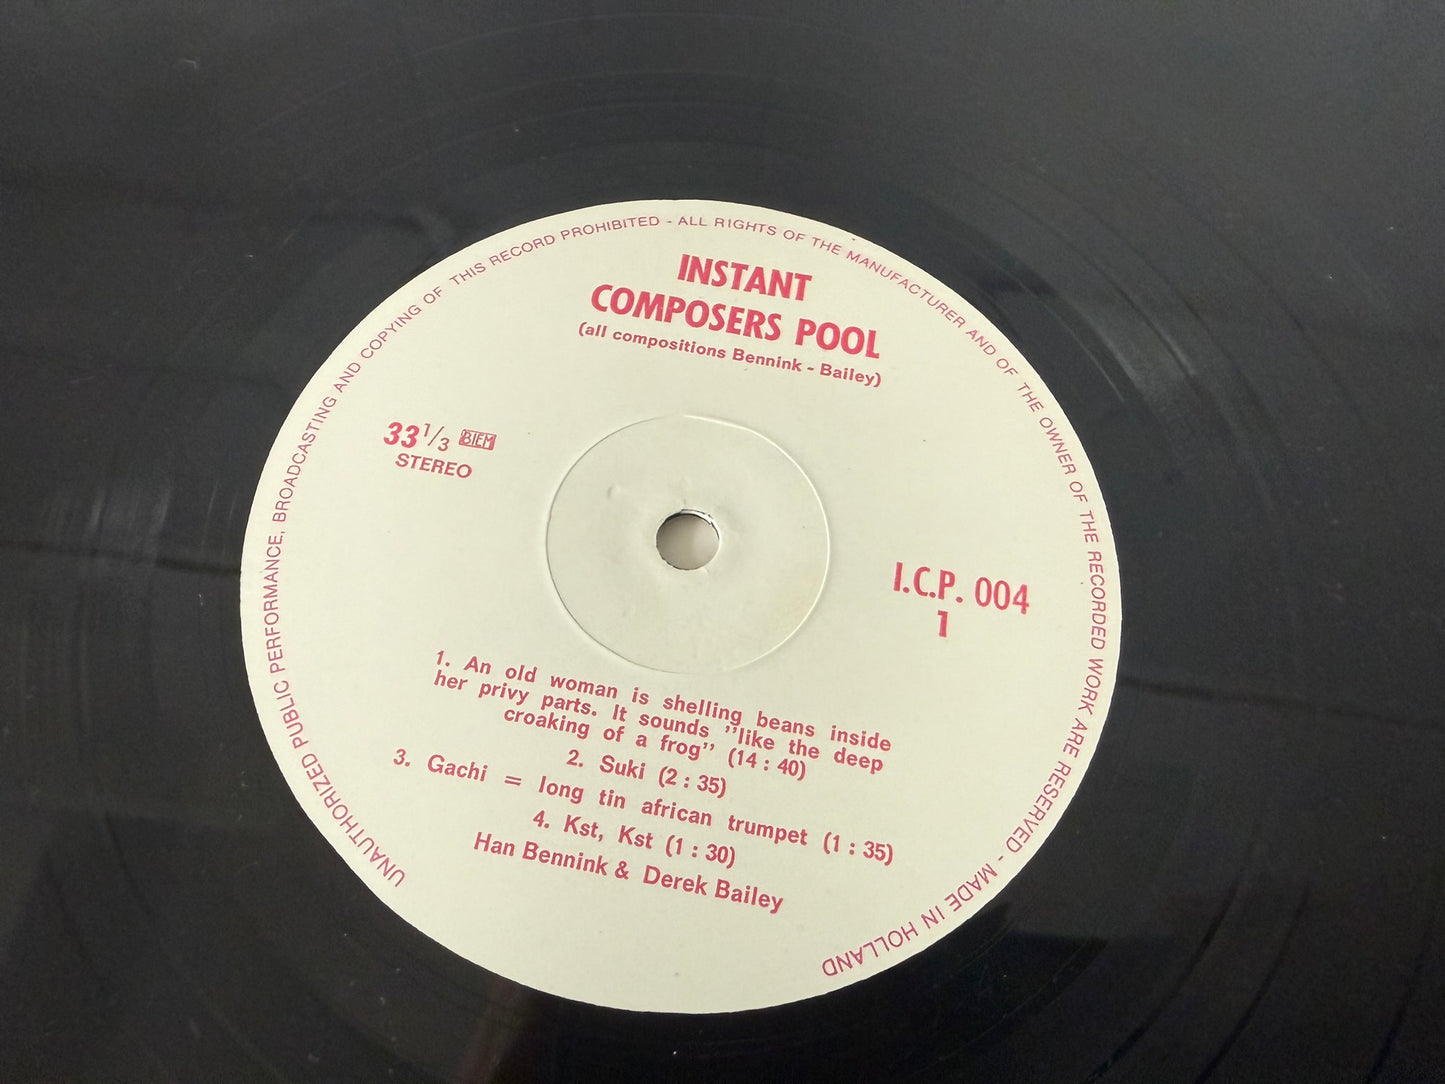 UNAUTHORIZED PUBLIC PERFORMANCE, BROADCASTING AND COPYING OF THIS RECORD PROHIBITED - ALL RIGHTS OF THE MANUFACTURER AND OF THE OWNER OF THE RECORDED WORK ARE RESERVED - MADE IN HOLLAND
INSTANT
COMPOSERS POOL
(all compositions Bennink - Bailey)
33 1/3 BIEM
STEREO
I.C.P. 004
1
1. An old woman is shelling beans inside
her privy parts. It sounds "like the deep
croaking of a frog" (14 : 40)
2. Suki (2 : 35)
3. Gachi = long tin african trumpet (1 : 35)
4. Kst, Kst (1 : 30)
Han Bennink & Derek Bailey